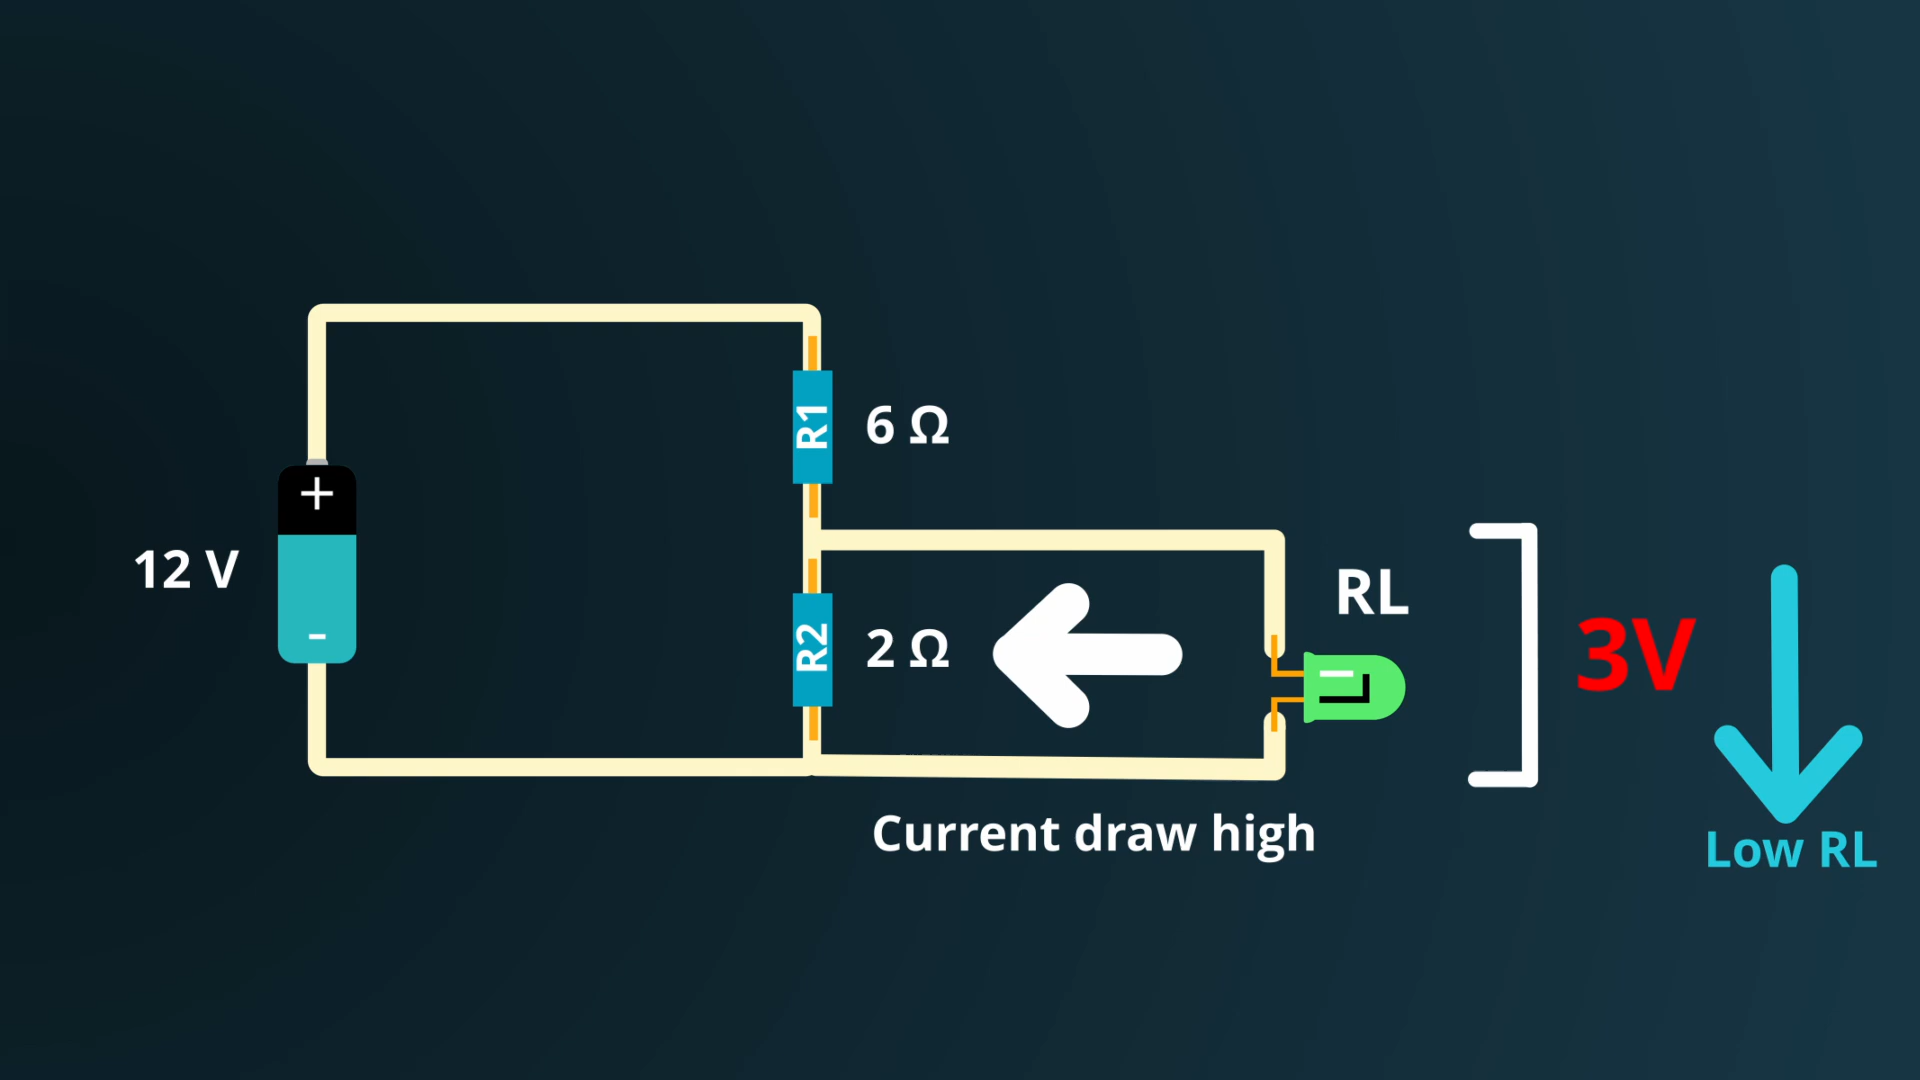 R1
6 Ω
+
12 V
-
RL
R2
2 Ω
3V
Current draw high
Low RL